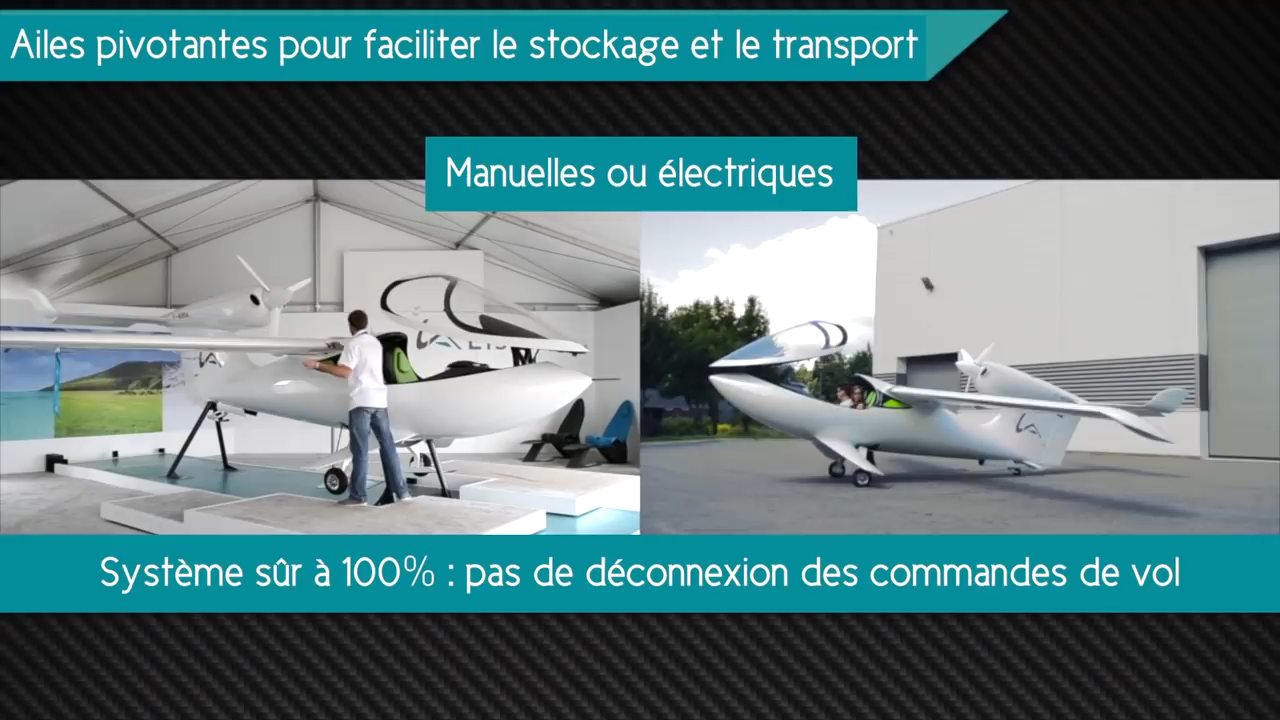 Ailes pivotantes pour faciliter le stockage et le transport
Manuelles ou électriques
Système sûr à 100% : pas de déconnexion des commandes de vol